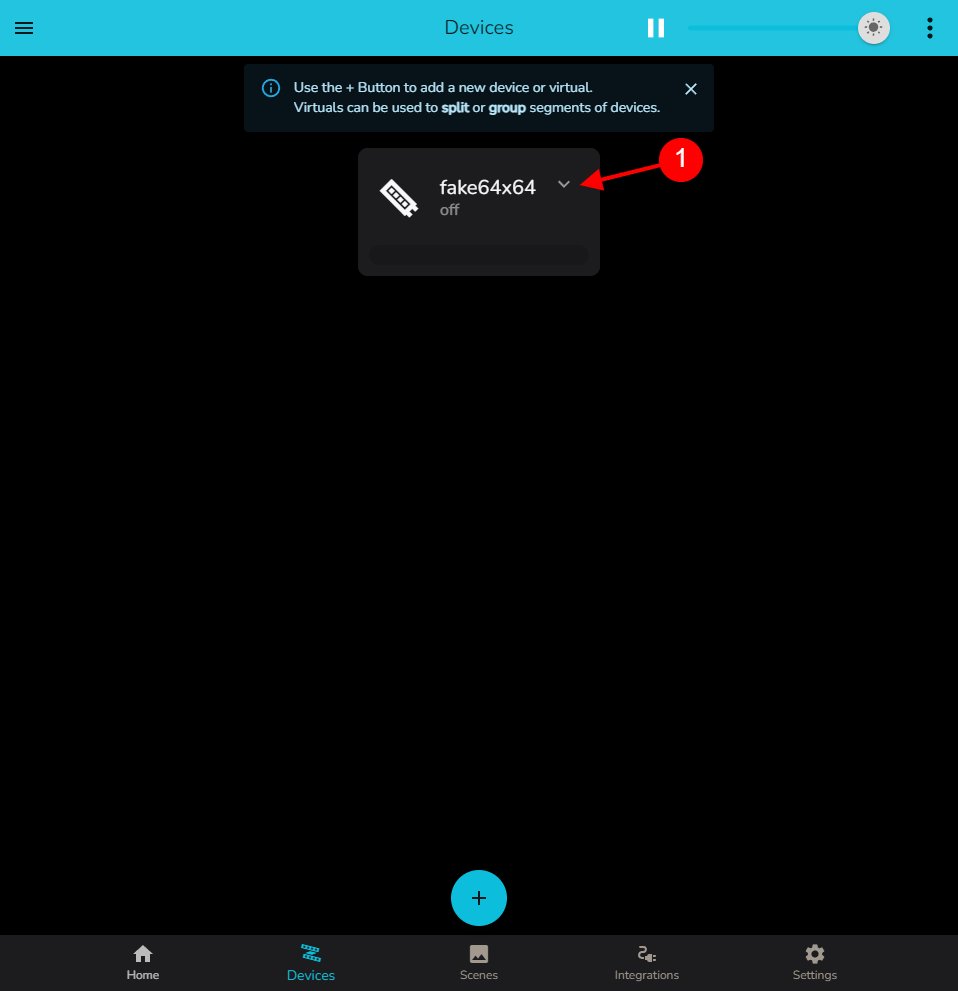 Devices
Use the + Button to add a new device or virtual.
Virtuals can be used to split or group segments of devices.
1
fake64x64
off
+
Home
Devices
Scenes
Integrations
Settings